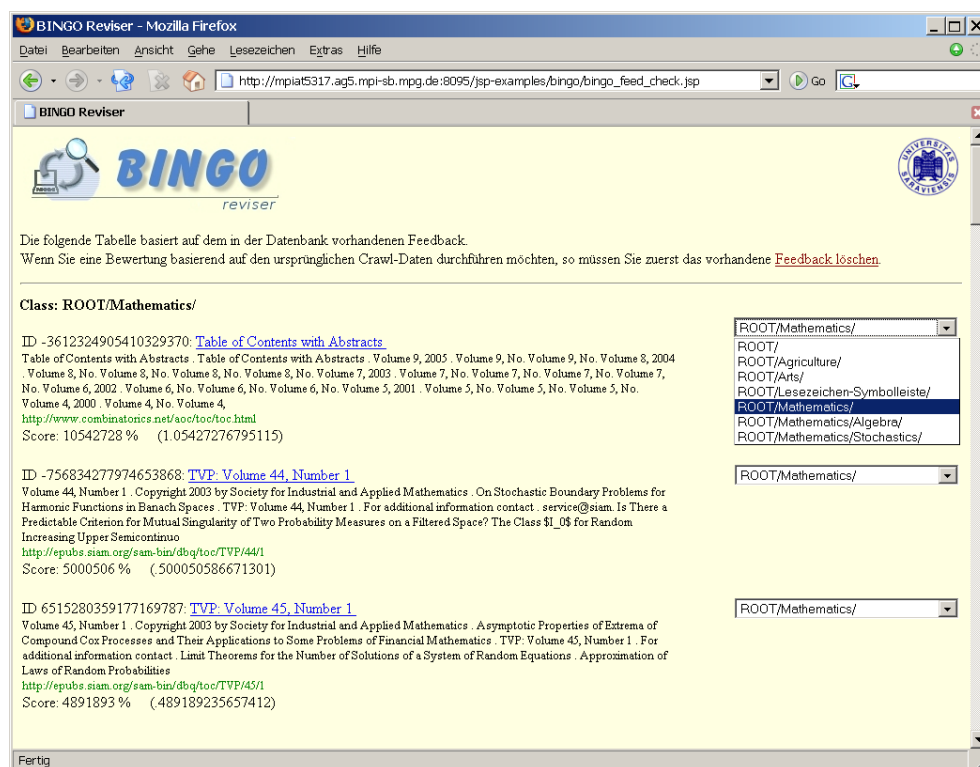 BINGO Reviser - Mozilla Firefox
Datei Bearbeiten Ansicht Gehe Lesezeichen Extras Hilfe
http://mpiat5317.ag5.mpi-sb.mpg.de:8095/jsp-examples/bingo/bingo_feed_check.jsp Go G
BINGO Reviser
BINGO
reviser
UNIVERSITAS SARAVIENSIS
Die folgende Tabelle basiert auf dem in der Datenbank vorhandenen Feedback.
Wenn Sie eine Bewertung basierend auf den ursprünglichen Crawl-Daten durchführen möchten, so müssen Sie zuerst das vorhandene Feedback löschen.
Class: ROOT/Mathematics/
ROOT/Mathematics/
ROOT/
ROOT/Agriculture/
ROOT/Arts/
ROOT/Lesezeichen-Symbolleiste/
ROOT/Mathematics/
ROOT/Mathematics/Algebra/
ROOT/Mathematics/Stochastics/
ID -3612324905410329370: Table of Contents with Abstracts
Table of Contents with Abstracts . Table of Contents with Abstracts . Volume 9, 2005 . Volume 9, No. Volume 9, No. Volume 8, 2004
. Volume 8, No. Volume 8, No. Volume 8, No. Volume 8, No. Volume 7, 2003 . Volume 7, No. Volume 7, No. Volume 7, No. Volume 7,
No. Volume 6, 2002 . Volume 6, No. Volume 6, No. Volume 6, No. Volume 5, 2001 . Volume 5, No. Volume 5, No. Volume 5, No.
Volume 4, 2000 . Volume 4, No. Volume 4,
http://www.combinatorics.net/aoc/toc/toc.html
Score: 10542728 % (1.05427276795115)
ID -756834277974653868: TVP: Volume 44, Number 1
ROOT/Mathematics/
Volume 44, Number 1 . Copyright 2003 by Society for Industrial and Applied Mathematics . On Stochastic Boundary Problems for
Harmonic Functions in Banach Spaces . TVP: Volume 44, Number 1 . For additional information contact . service@siam. Is There a
Predictable Criterion for Mutual Singularity of Two Probability Measures on a Filtered Space? The Class $I_0$ for Random
Increasing Upper Semicontinuo
http://epubs.siam.org/sam-bin/dbq/toc/TVP/44/1
Score: 5000506 % (.500050586671301)
ID 6515280359177169787: TVP: Volume 45, Number 1
ROOT/Mathematics/
Volume 45, Number 1 . Copyright 2003 by Society for Industrial and Applied Mathematics . Asymptotic Properties of Extrema of
Compound Cox Processes and Their Applications to Some Problems of Financial Mathematics . TVP: Volume 45, Number 1 . For
additional information contact . Limit Theorems for the Number of Solutions of a System of Random Equations . Approximation of
Laws of Random Probabilities
http://epubs.siam.org/sam-bin/dbq/toc/TVP/45/1
Score: 4891893 % (.489189235657412)
Fertig